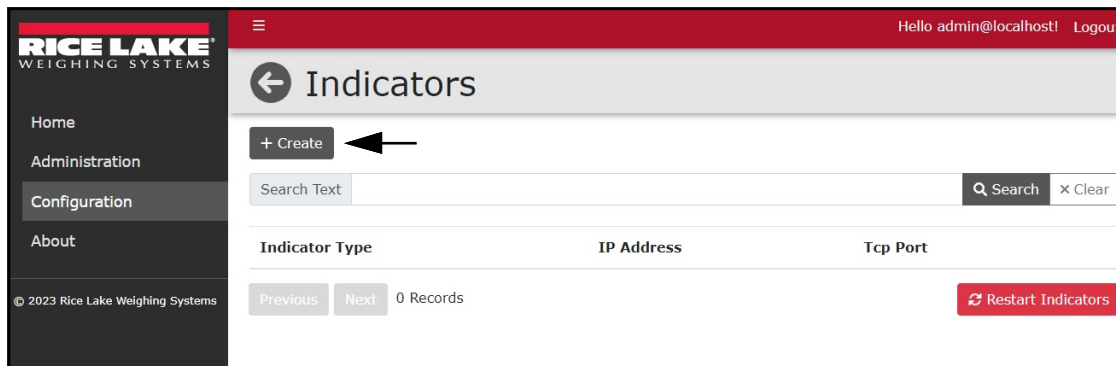 RICE LAKE
WEIGHING SYSTEMS
Home
Administration
Configuration
About
© 2023 Rice Lake Weighing Systems
Hello admin@localhost! Logout
Indicators
+ Create
Search Text Search × Clear
Indicator Type IP Address Tcp Port
Previous Next 0 Records Restart Indicators